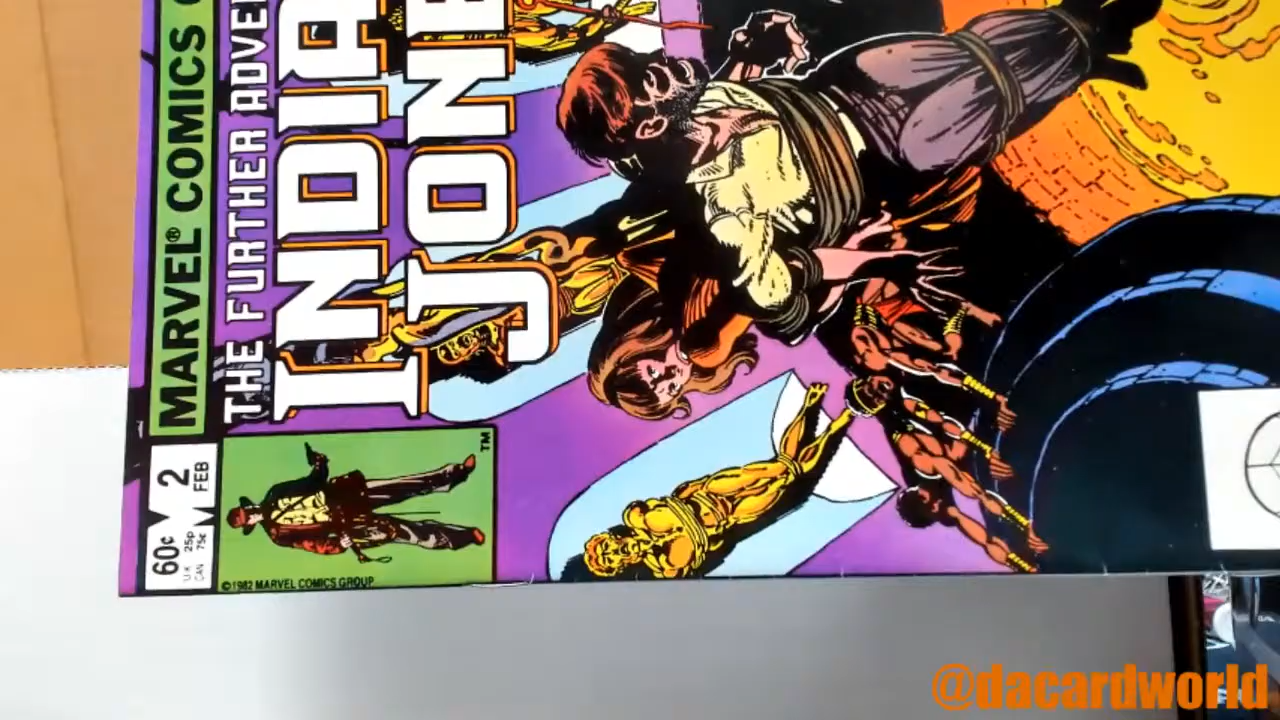 MARVEL® COMICS
THE FURTHER ADVE
INDIA
JONE
60¢
M 2
U.K. 25p
FEB
CAN 75¢
TM
©1982 MARVEL COMICS GROUP
@dacardworld